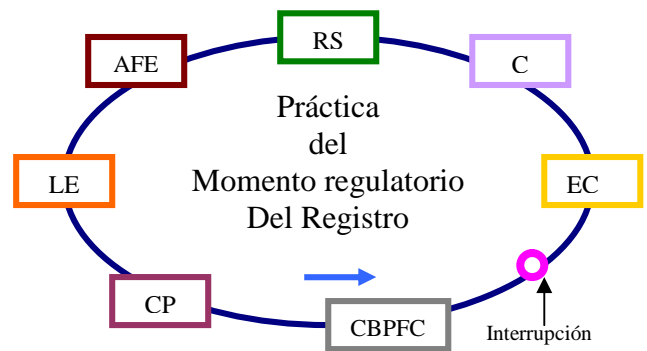 RS
AFE
C
Práctica
del
Momento regulatorio
Del Registro
LE
EC
CP
CBPFC
Interrupción